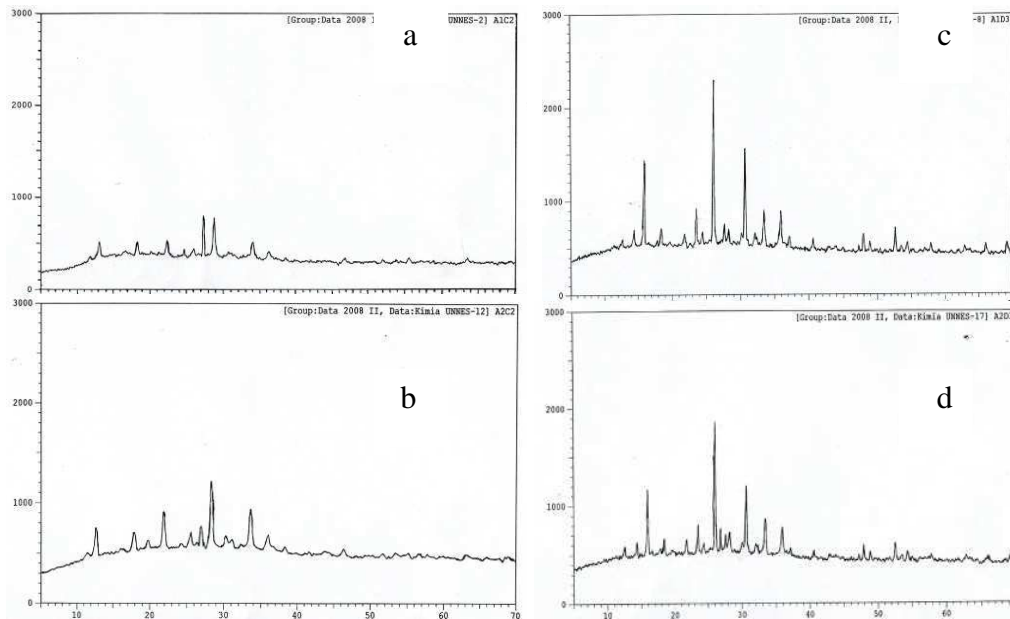 [Group:Data 2008 I
UNNES-2] A1C2
a
3000
2000
1000
0
[Group:Data 2008 II,
-8] A1D3
c
3000
2000
1000
0
[Group:Data 2008 II, Data:Kimia UNNES-12] A2C2
b
3000
2000
1000
0
10 20 30 40 50 60 70
[Group:Data 2008 II, Data:Kimia UNNES-17]
d
3000
2000
1000
0
10 20 30 40 50 60